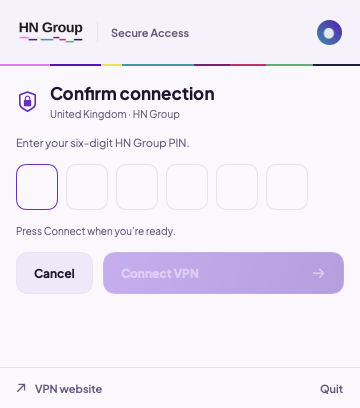 HN Group
Secure Access
Confirm connection
United Kingdom · HN Group
Enter your six-digit HN Group PIN.
Press Connect when you're ready.
Cancel
Connect VPN
VPN website
Quit